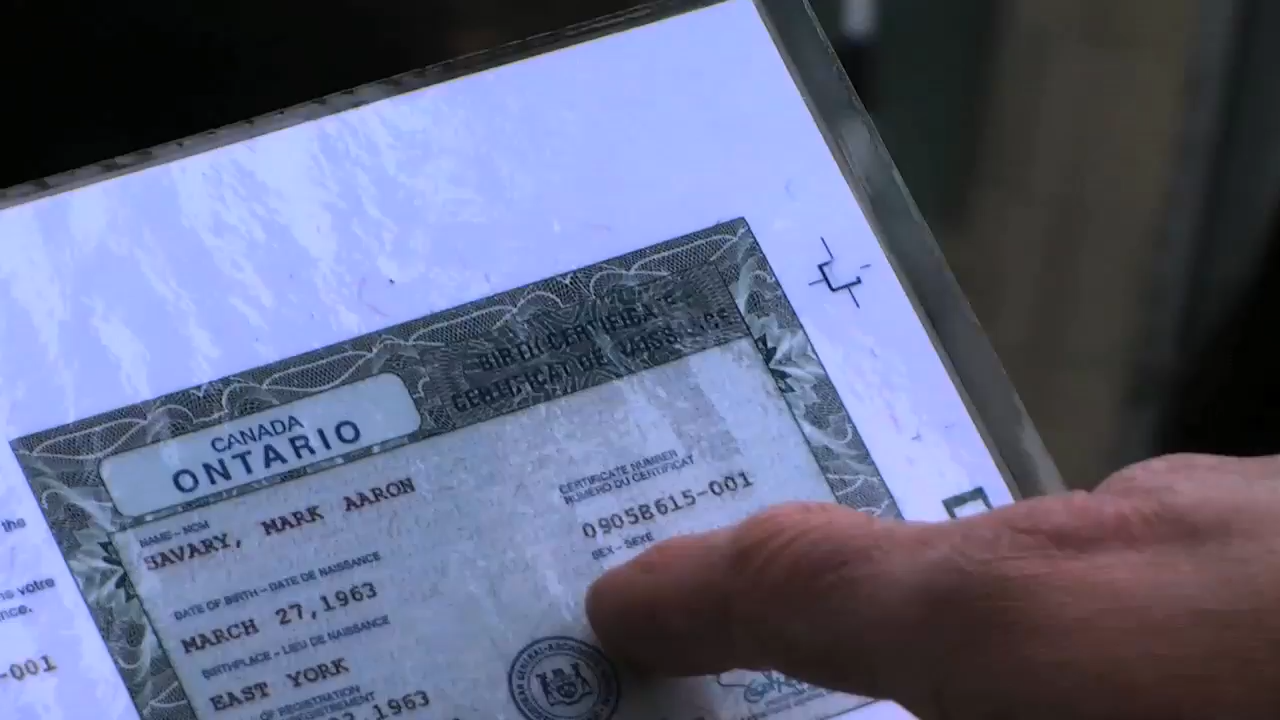 BIRTH CERTIFICATE
CERTIFICAT DE NAISSANCE
CANADA
ONTARIO
CERTIFICATE NUMBER
NUMÉRO DU CERTIFICAT
0905B615-001
NAME – NOM
SAVARY, MARK AARON
SEX – SEXE
DATE OF BIRTH – DATE DE NAISSANCE
MARCH 27,1963
BIRTHPLACE – LIEU DE NAISSANCE
EAST YORK
OF REGISTRATION
1963
the
votre
-001